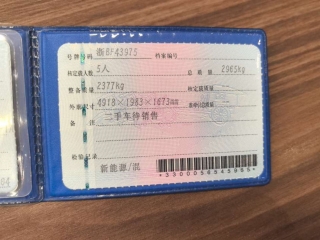 号牌号码 浙BF43975 档案编号
核定载人数 5人 总质量 2965kg
整备质量 2377kg 核定载质量
外廓尺寸 4918×1983×1673mm 准牵引总质量
备注 二手车待销售
检验记录
新能源/混
*3300056545965*